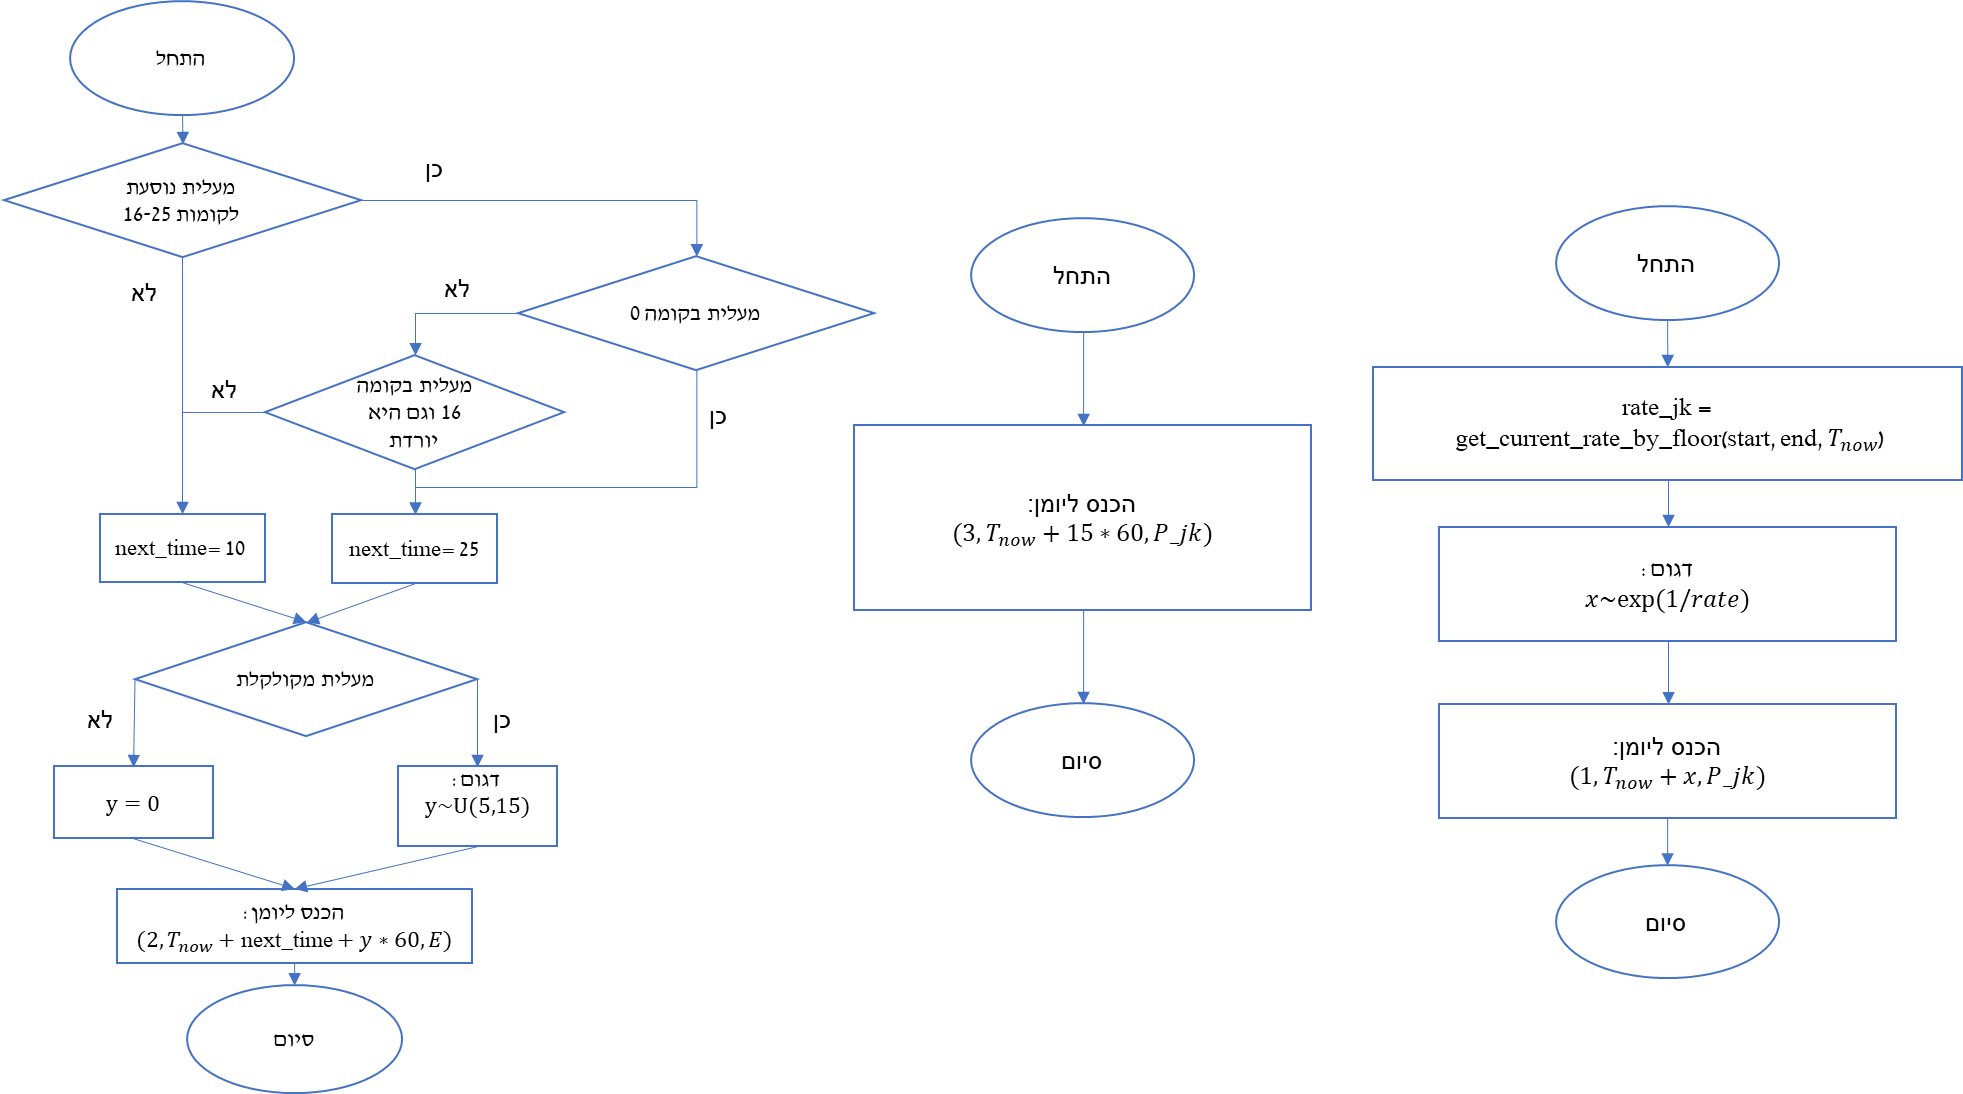 התחל
מעלית נוסעת
לקומות 16-25
כן
לא
מעלית בקומה 0
לא
כן
מעלית בקומה
16 וגם היא
יורדת
לא
next_time= 10
next_time= 25
מעלית מקולקלת
לא
כן
y = 0
דגום:
y~U(5,15)
הכנס ליומן:
(2, T_now + next_time + y * 60, E)
סיום
התחל
הכנס ליומן:
(3, T_now + 15 * 60, P_jk)
סיום
התחל
rate_jk =
get_current_rate_by_floor(start, end, T_now)
דגום:
x~exp(1/rate)
הכנס ליומן:
(1, T_now + x, P_jk)
סיום